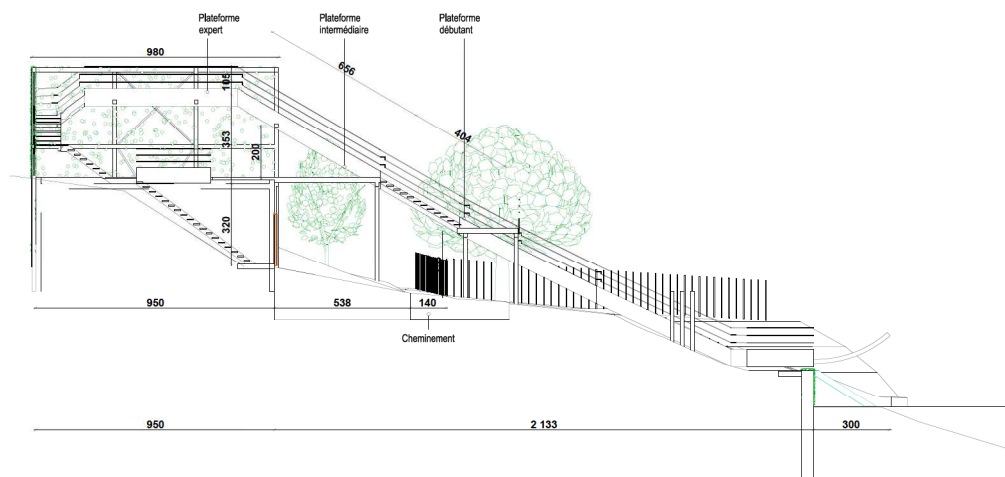 Plateforme
expert
Plateforme
intermédiaire
Plateforme
débutant
980
656
105
404
353
200
320
950
538
140
Cheminement
950
2 133
300